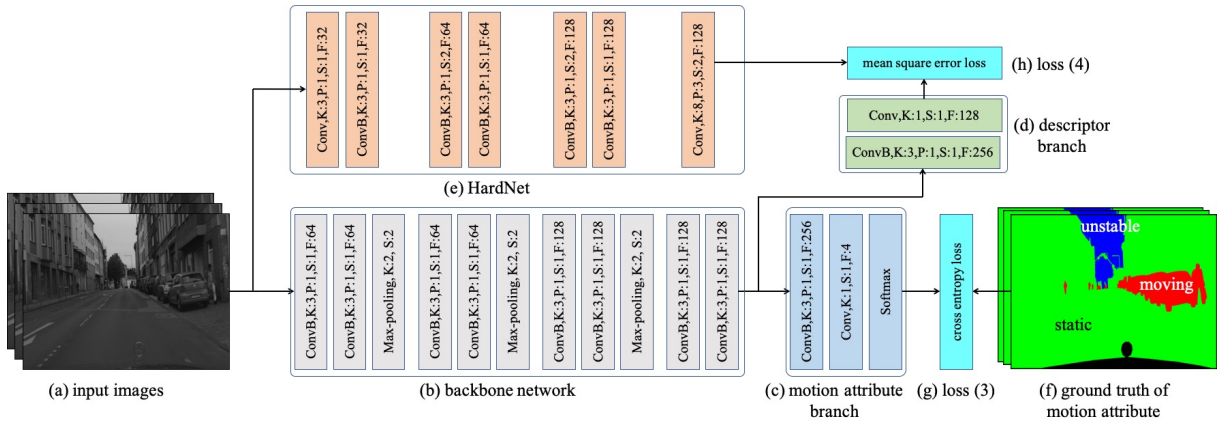 Conv,K:3,P:1,S:1,F:32
ConvB,K:3,P:1,S:1,F:32
ConvB,K:3,P:1,S:2,F:64
ConvB,K:3,P:1,S:1,F:64
ConvB,K:3,P:1,S:2,F:128
ConvB,K:3,P:1,S:1,F:128
Conv,K:8,P:3,S:2,F:128
(e) HardNet
mean square error loss
(h) loss (4)
Conv,K:1,S:1,F:128
ConvB,K:3,P:1,S:1,F:256
(d) descriptor
branch
(a) input images
ConvB,K:3,P:1,S:1,F:64
ConvB,K:3,P:1,S:1,F:64
Max-pooling,K:2, S:2
ConvB,K:3,P:1,S:1,F:64
ConvB,K:3,P:1,S:1,F:64
Max-pooling,K:2, S:2
ConvB,K:3,P:1,S:1,F:128
ConvB,K:3,P:1,S:1,F:128
Max-pooling,K:2, S:2
ConvB,K:3,P:1,S:1,F:128
ConvB,K:3,P:1,S:1,F:128
(b) backbone network
ConvB,K:3,P:1,S:1,F:256
Conv,K:1,S:1,F:4
Softmax
(c) motion attribute
branch
cross entropy loss
(g) loss (3)
unstable
moving
static
(f) ground truth of
motion attribute